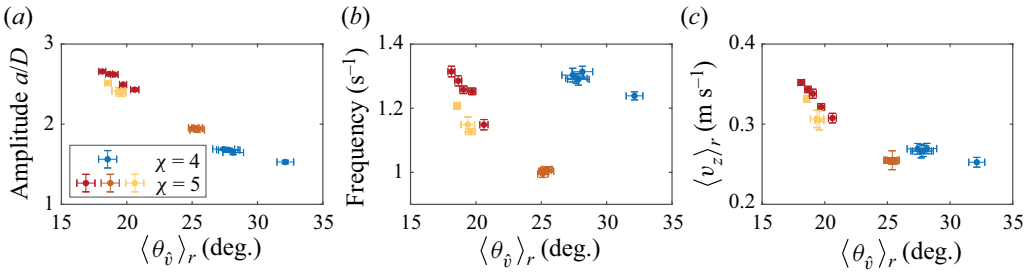 (a)
Amplitude a/D
3
2
1
χ = 4
χ = 5
15 20 25 30 35
⟨θ_v̂⟩_r (deg.)
(b)
Frequency (s⁻¹)
1.4
1.2
1
15 20 25 30 35
⟨θ_v̂⟩_r (deg.)
(c)
⟨v_z⟩_r (m s⁻¹)
0.4
0.3
0.2
15 20 25 30 35
⟨θ_v̂⟩_r (deg.)